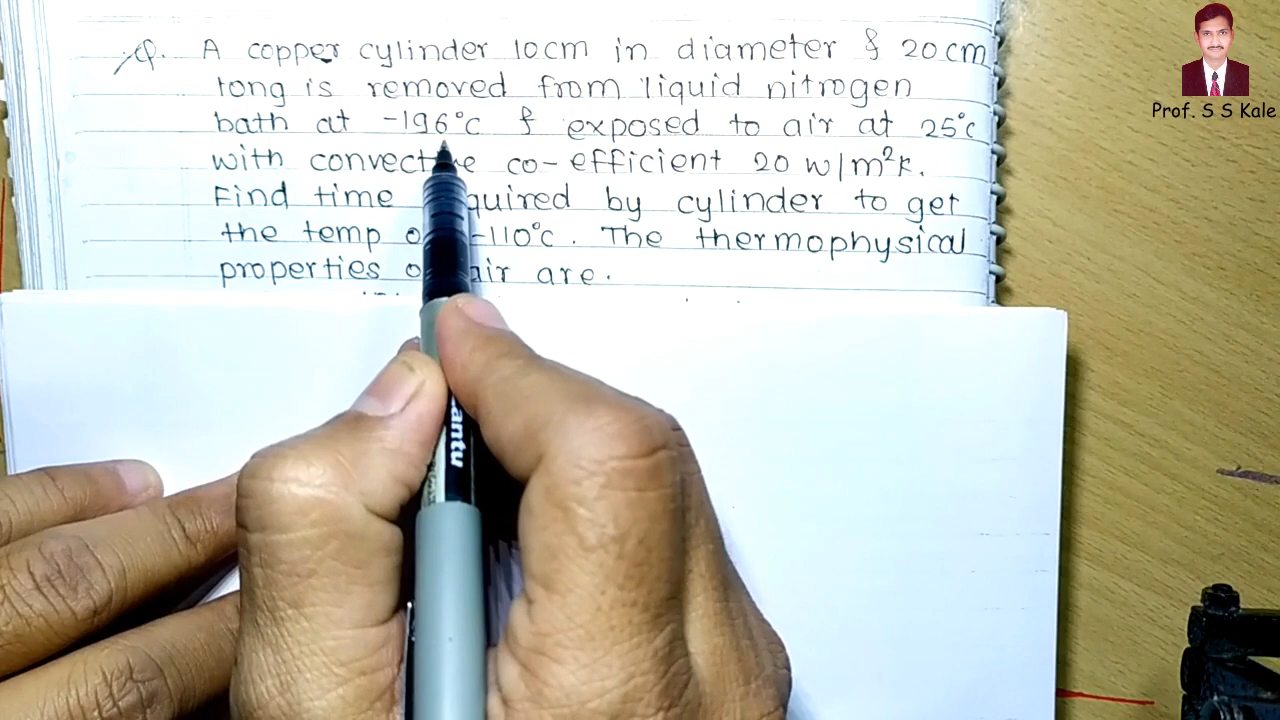 Q. A copper cylinder 10cm in diameter & 20cm
long is removed from liquid nitrogen
bath at -196°c & exposed to air at 25°c
with convective co-efficient 20 w/m²k.
Find time required by cylinder to get
the temp -110°c. The thermophysical
properties air are.
Prof. S S Kale
antu